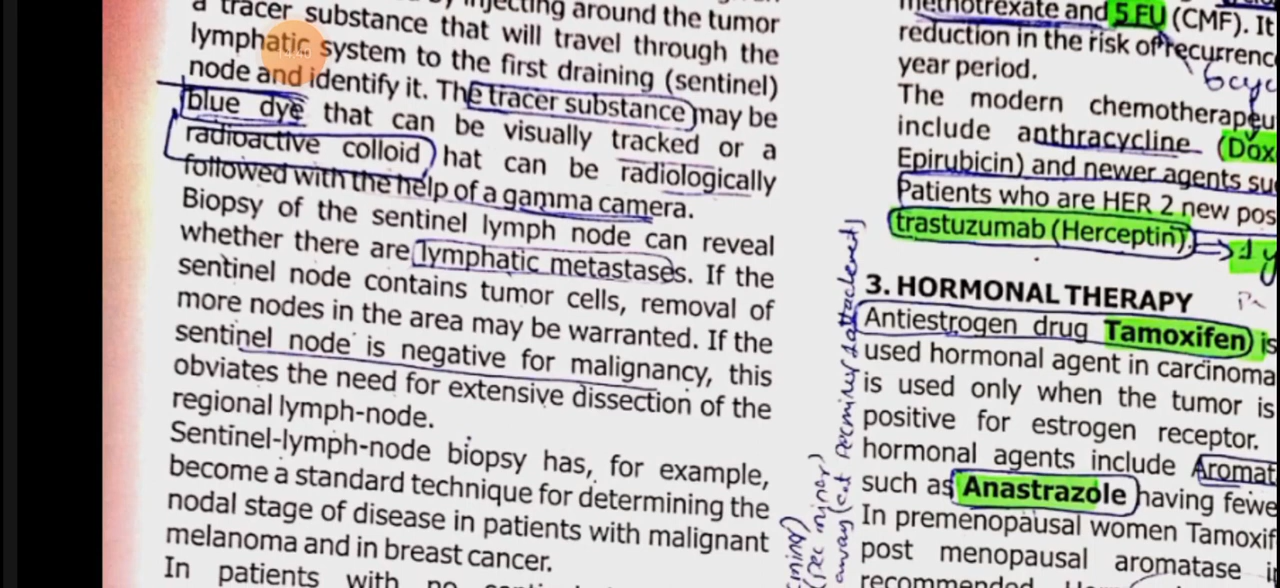 a tracer substance that will travel through the
lymphatic system to the first draining (sentinel)
node and identify it. The tracer substance may be
blue dye that can be visually tracked or a
radioactive colloid hat can be radiologically
followed with the help of a gamma camera.
Biopsy of the sentinel lymph node can reveal
whether there are lymphatic metastases. If the
sentinel node contains tumor cells, removal of
more nodes in the area may be warranted. If the
sentinel node is negative for malignancy, this
obviates the need for extensive dissection of the
regional lymph-node.
Sentinel-lymph-node biopsy has, for example,
become a standard technique for determining the
nodal stage of disease in patients with malignant
melanoma and in breast cancer.
In patients with no
methotrexate and 5 FU (CMF). It
reduction in the risk of recurrenc
year period.
6cyc
The modern chemotherapeu
include anthracycline (Dox
Epirubicin) and newer agents su
Patients who are HER 2 new pos
trastuzumab (Herceptin).
3. HORMONAL THERAPY
Antiestrogen drug Tamoxifen) is
used hormonal agent in carcinoma
is used only when the tumor is
positive for estrogen receptor.
hormonal agents include Aromat
such as Anastrazole having fewe
In premenopausal women Tamoxif
post menopausal aromatase i
recommended.